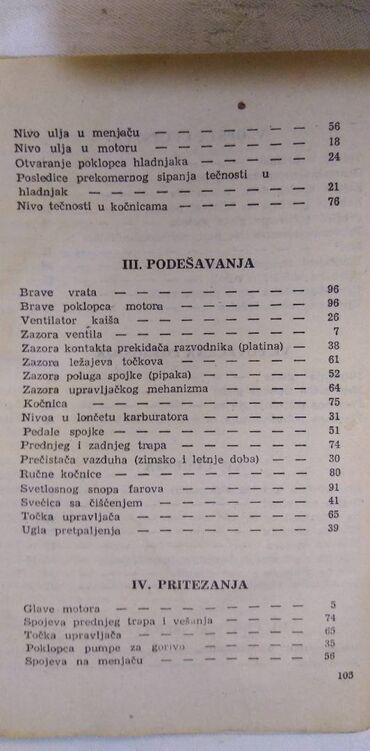 Nivo ulja u menjaču — — — — — — — 56
Nivo ulja u motoru — — — — — — — 18
Otvaranje poklopca hladnjaka — — — — — 24
Posledice prekomernog sipanja tečnosti u
hladnjak — — — — — — — — — 21
Nivo tečnosti u kočnicama — — — — — — 76
III. PODEŠAVANJA
Brave vrata — — — — — — — — — 96
Brave poklopca motora — — — — — — 96
Ventilator kaiša — — — — — — — — 26
Zazora ventila — — — — — — — — 7
Zazora kontakta prekidača razvodnika (platina) — — 38
Zazora ležajeva točkova — — — — — — 61
Zazora poluga spojke (pipaka) — — — — — 52
Zazora upravljačkog mehanizma — — — — 64
Kočnica — — — — — — — — — 75
Nivoa u lončetu karburatora — — — — — 31
Pedale spojke — — — — — — — — 51
Prednjeg i zadnjeg trapa — — — — — — 74
Prečistača vazduha (zimsko i letnje doba) — — — 30
Ručne kočnice — — — — — — — — 80
Svetlosnog snopa farova — — — — — — 91
Svećica sa čišćenjem — — — — — — — 41
Točka upravljača — — — — — — — — 65
Ugla pretpaljenja — — — — — — — — 39
IV. PRITEZANJA
Glave motora — — — — — — — — 5
Spojeva prednjeg trapa i vešanja — — — — 74
Točka upravljača — — — — — — — 65
Poklopca pumpe za gorivo — — — — — 35
Spojeva na menjaču — — — — — — — 56
103